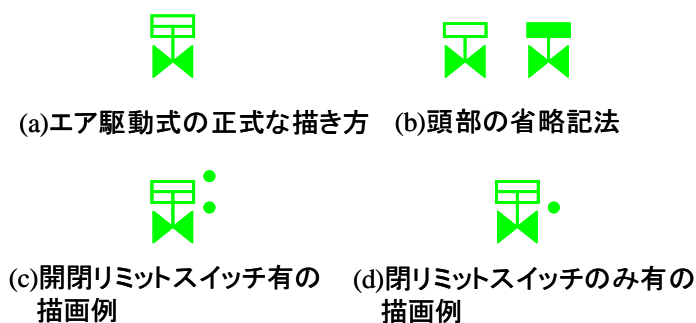 (a)エア駆動式の正式な描き方
(b)頭部の省略記法
(c)開閉リミットスイッチ有の
描画例
(d)閉リミットスイッチのみ有の
描画例